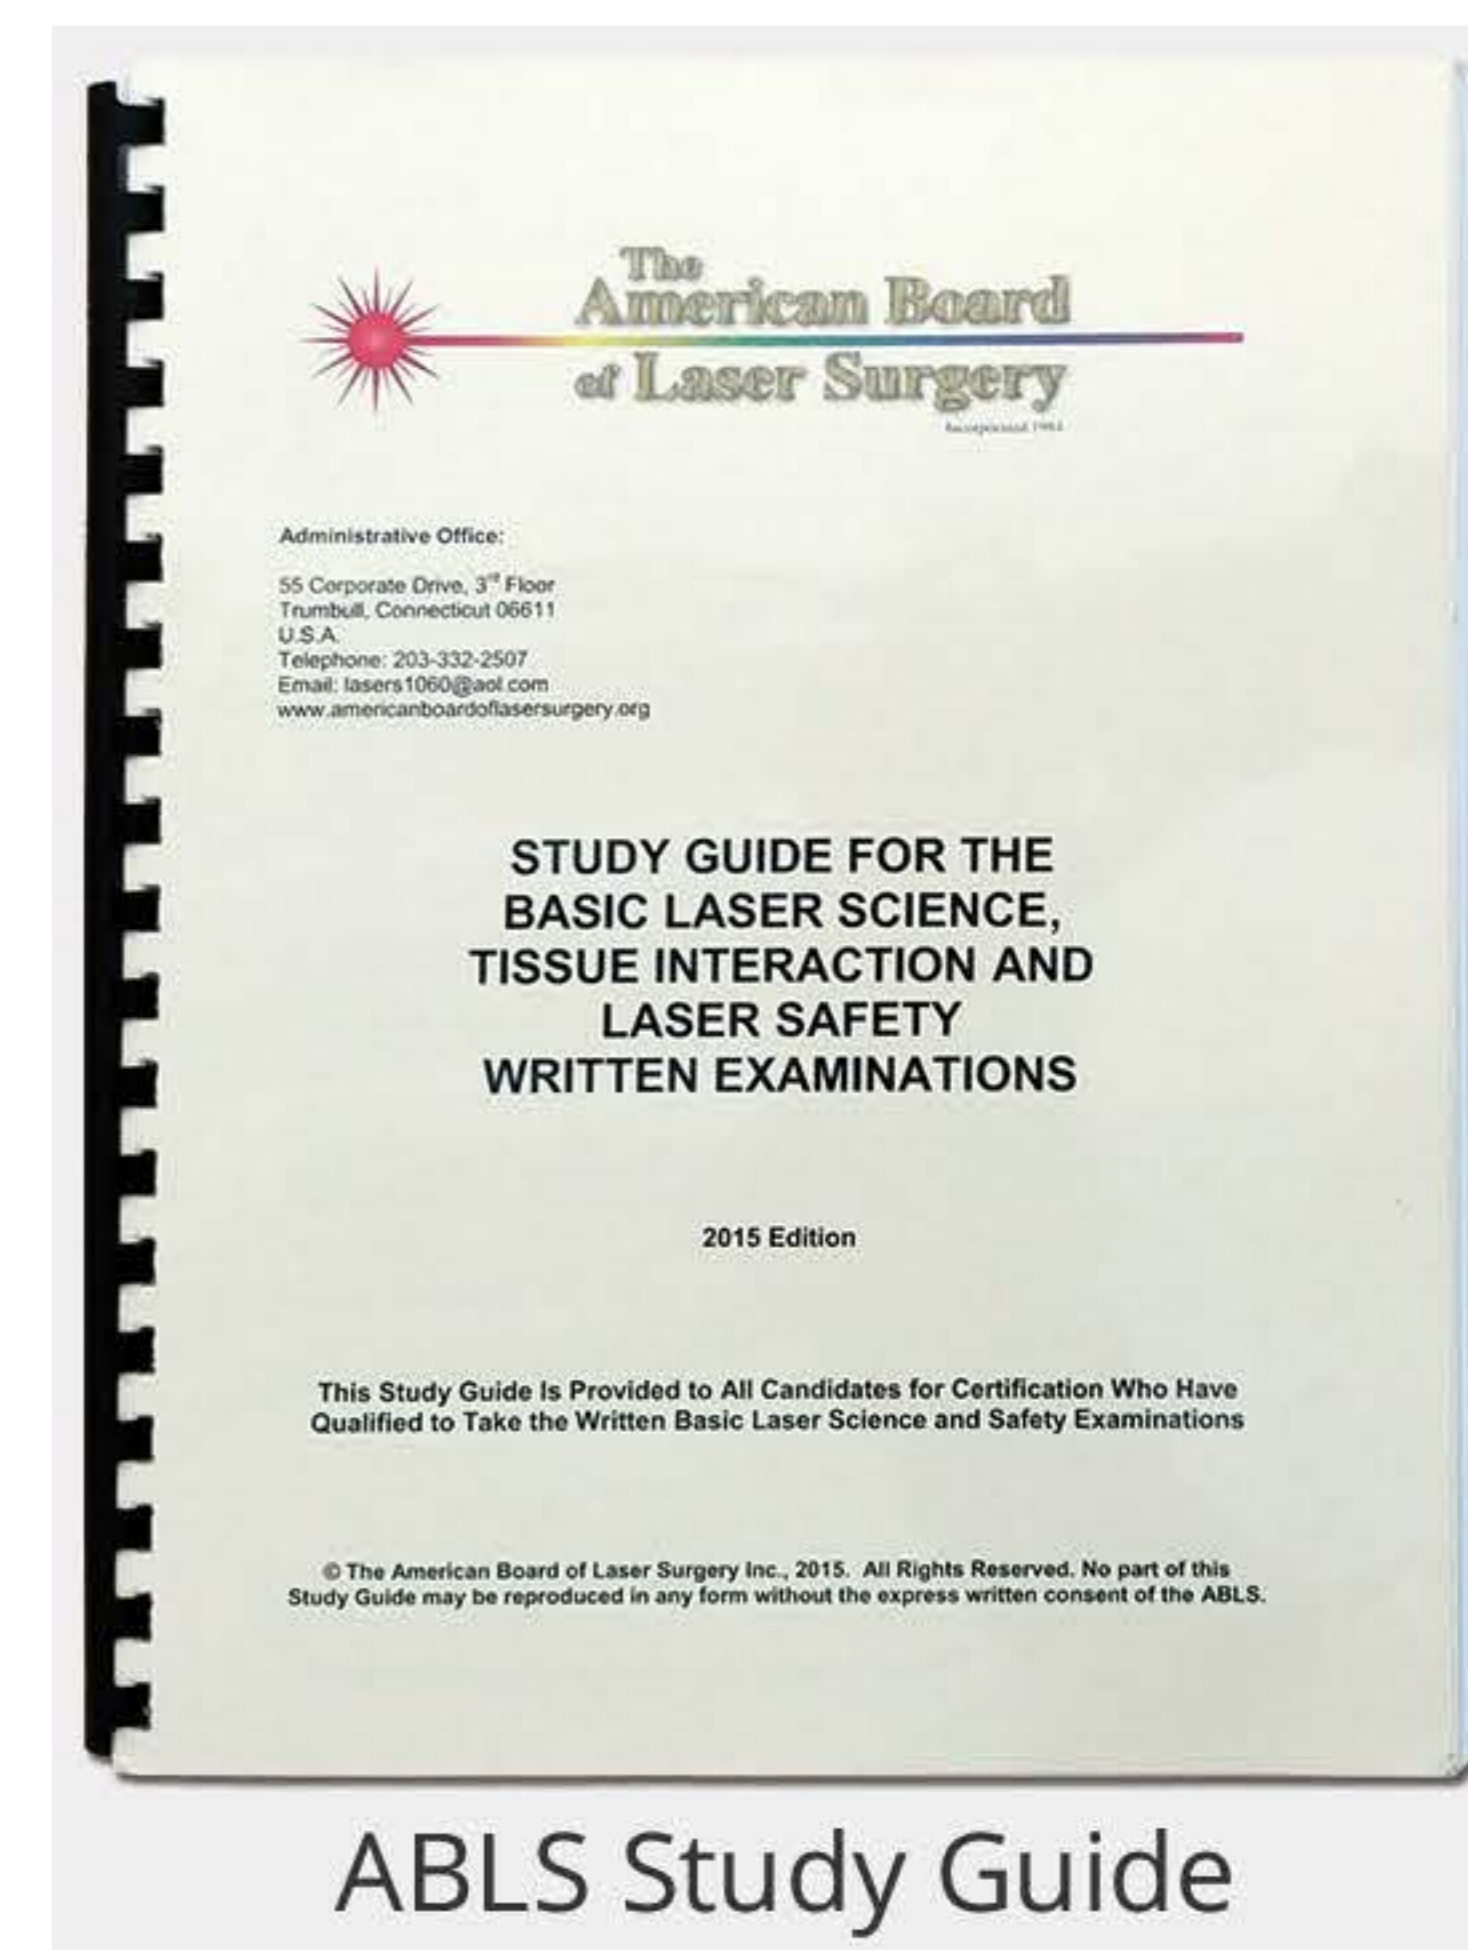 The
American Board
of Laser Surgery
Administrative Office:
55 Corporate Drive, 3rd Floor
Trumbull, Connecticut 06611
U.S.A.
Telephone: 203-332-2507
Email: lasers1060@aol.com
www.americanboardoflasersurgery.org
STUDY GUIDE FOR THE
BASIC LASER SCIENCE,
TISSUE INTERACTION AND
LASER SAFETY
WRITTEN EXAMINATIONS
2015 Edition
This Study Guide Is Provided to All Candidates for Certification Who Have
Qualified to Take the Written Basic Laser Science and Safety Examinations
© The American Board of Laser Surgery Inc., 2015. All Rights Reserved. No part of this
Study Guide may be reproduced in any form without the express written consent of the ABLS.
ABLS Study Guide